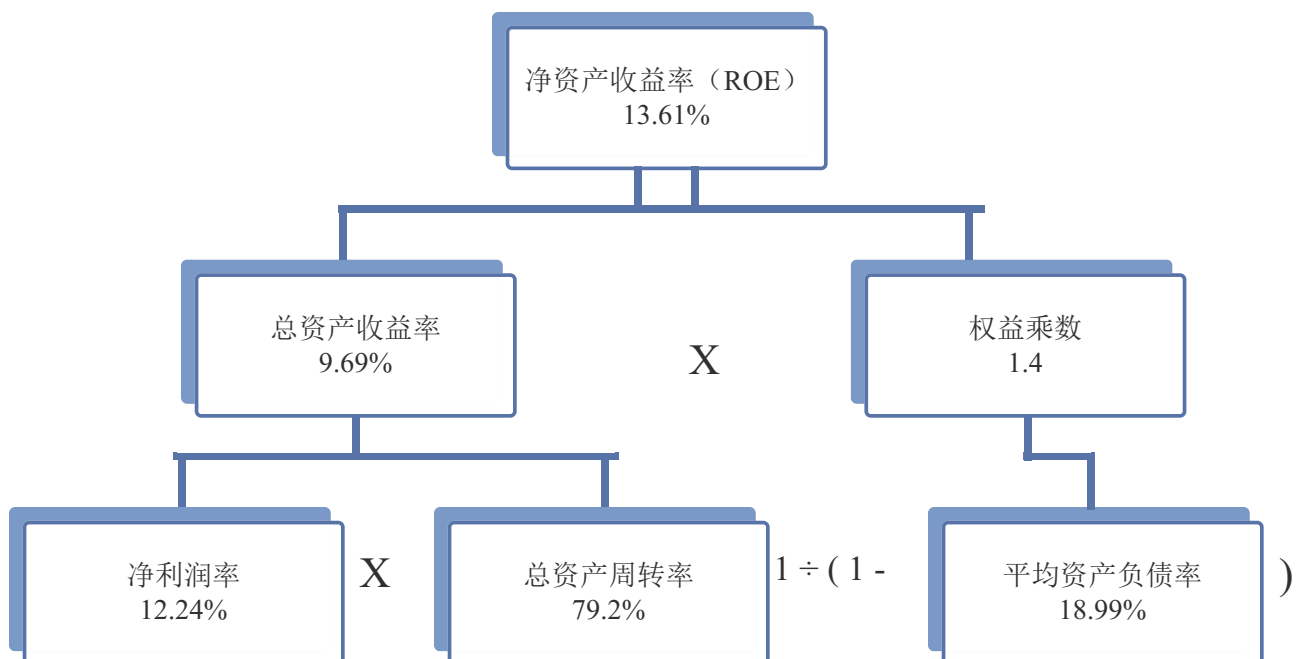 净资产收益率（ROE）
13.61%
总资产收益率
9.69%
X
权益乘数
1.4
净利润率
12.24%
X
总资产周转率
79.2%
1 ÷ ( 1 -
平均资产负债率
18.99%
)